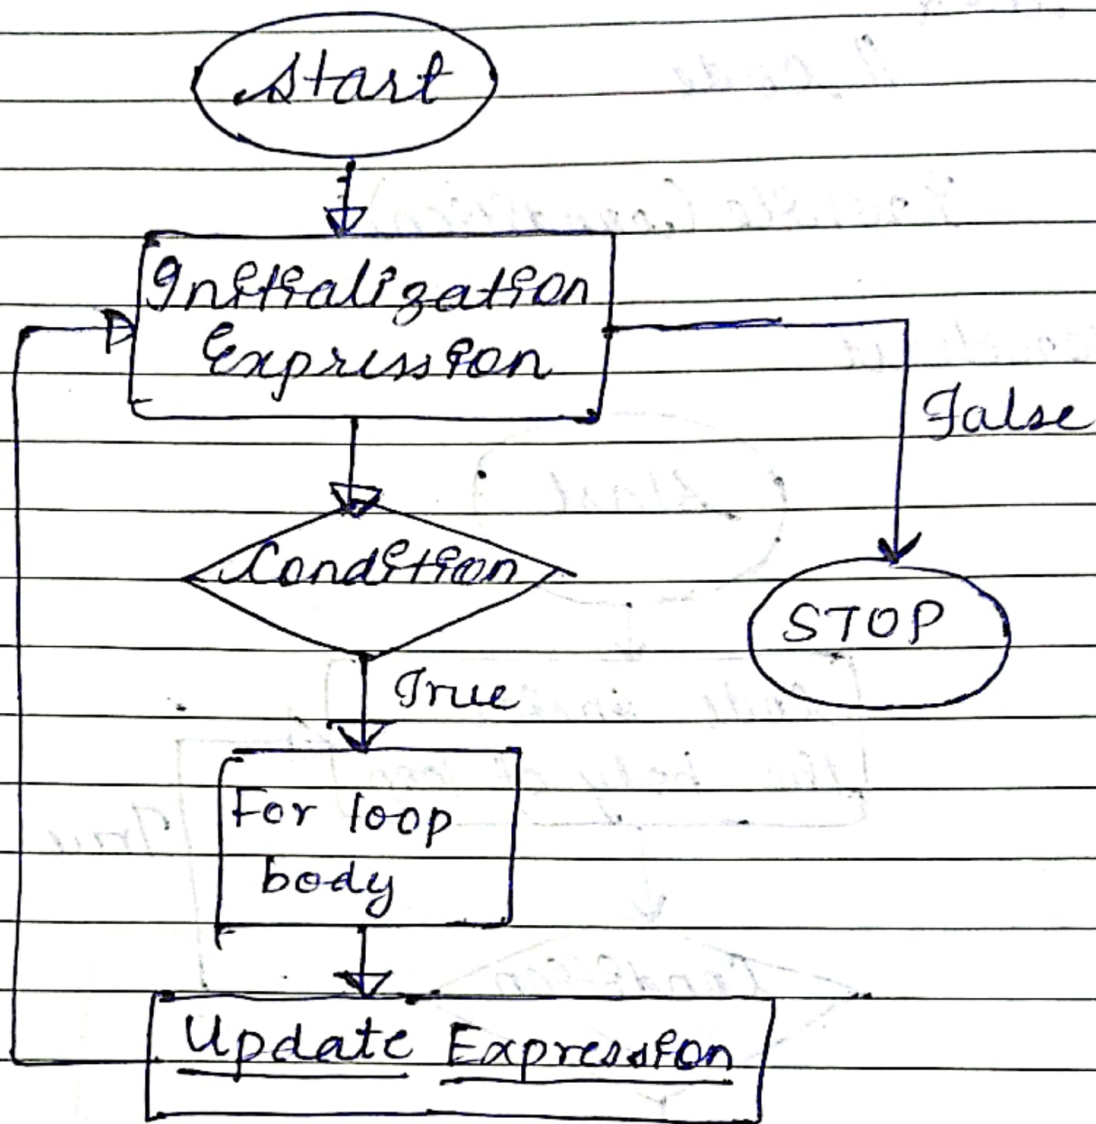 Start
Initialization
Expression
False
Condition
STOP
True
For loop
body
Update Expression